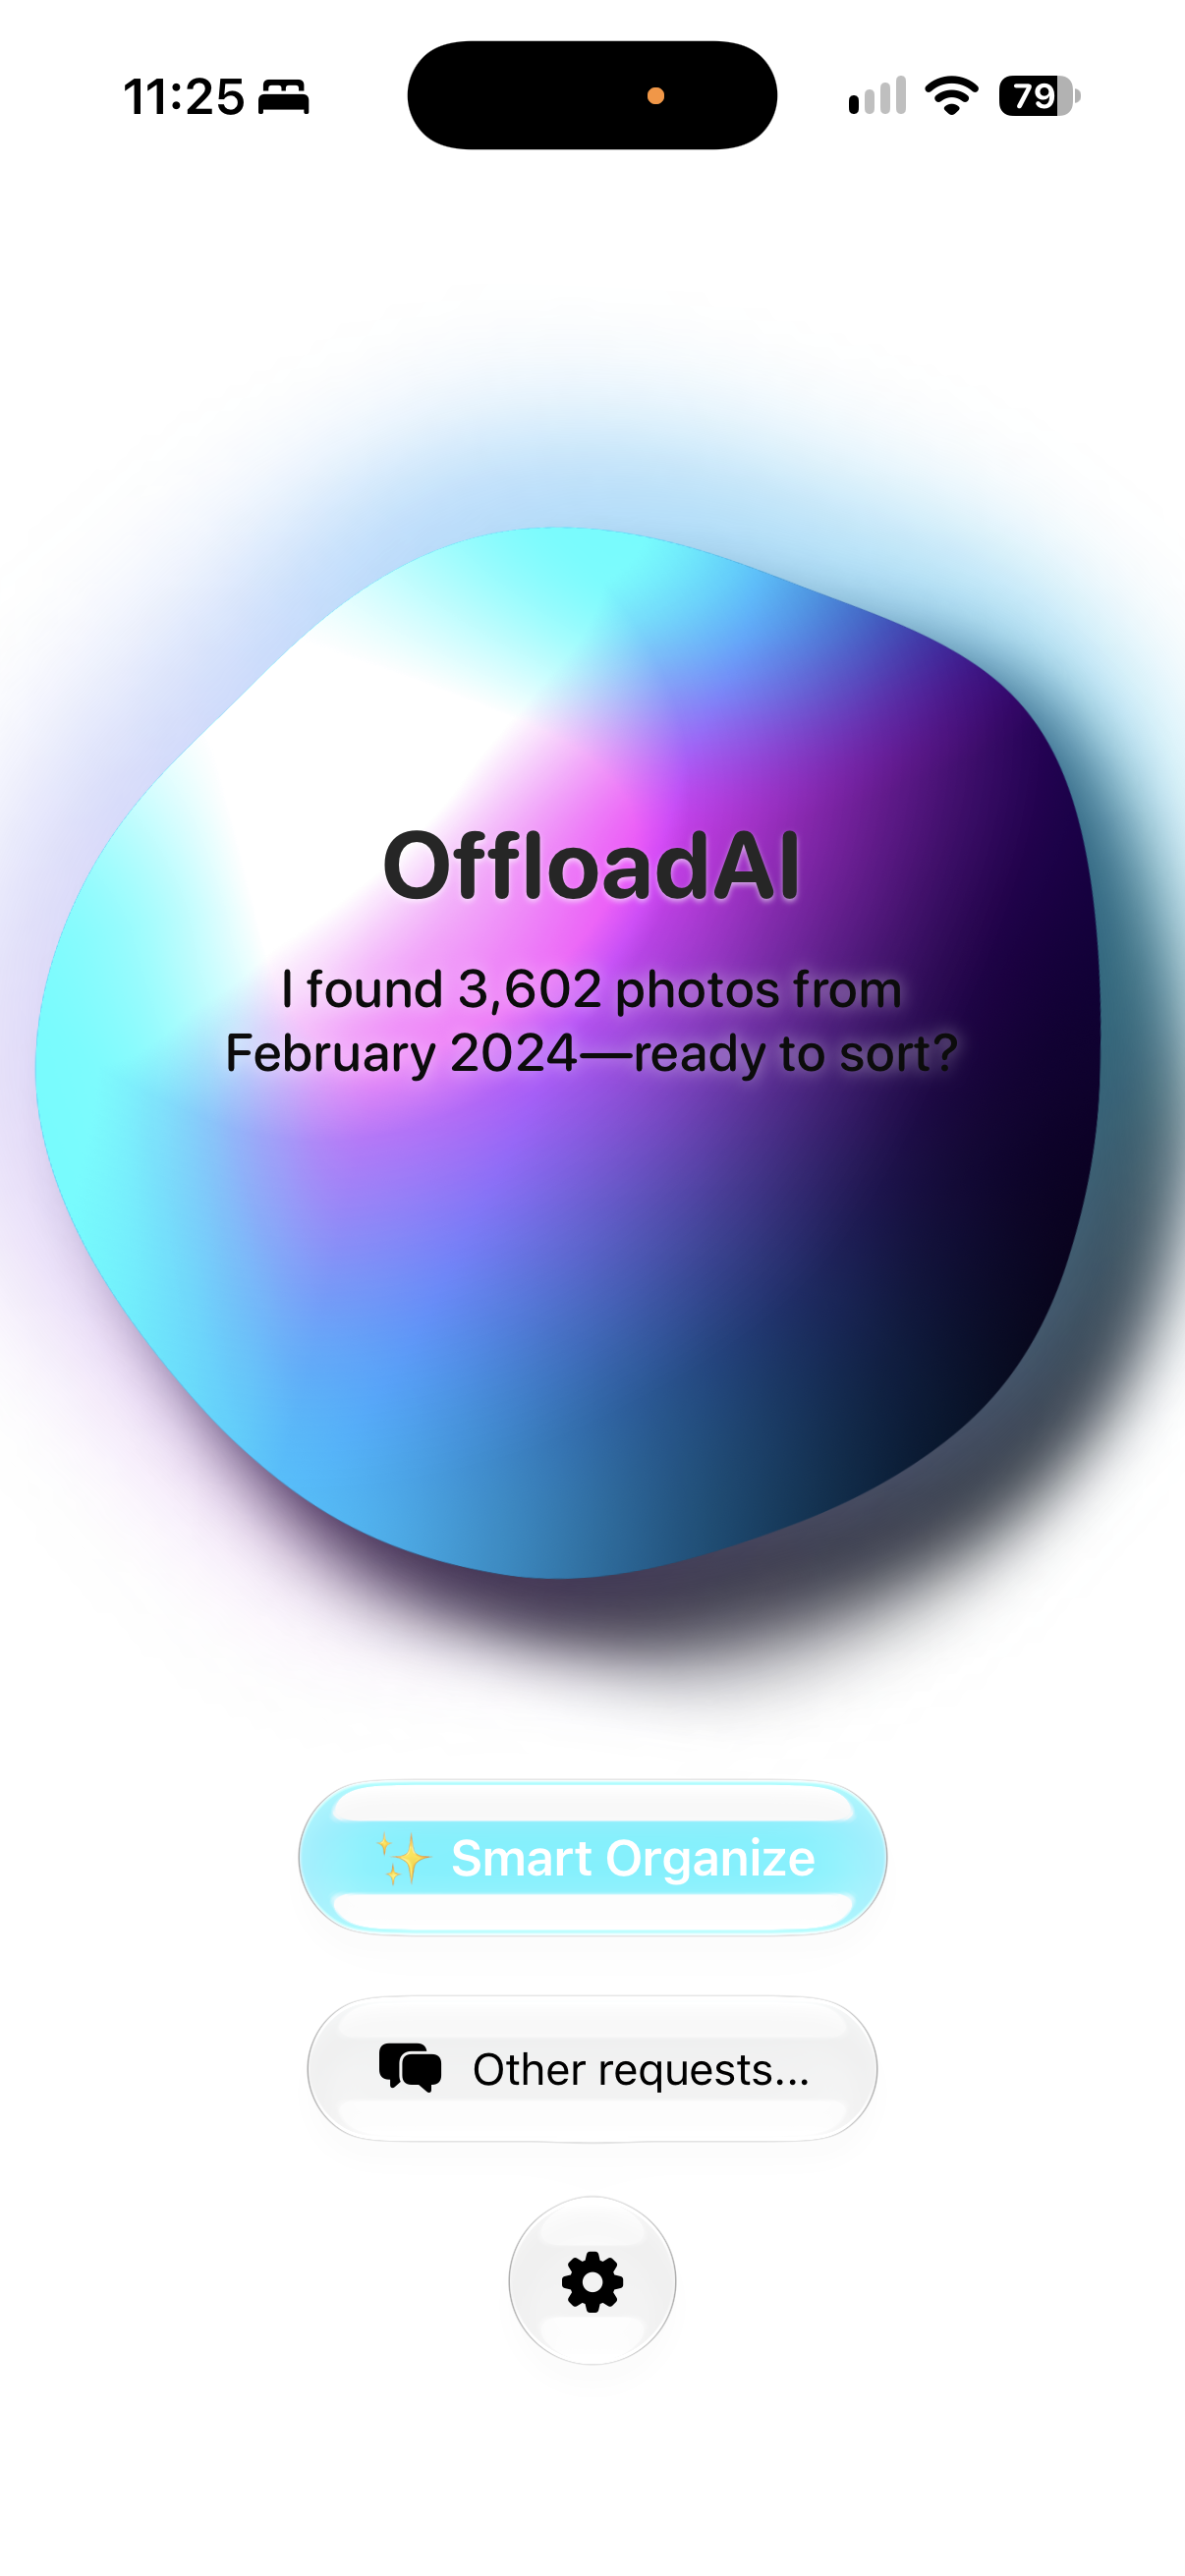 11:25
79
OffloadAI
I found 3,602 photos from
February 2024—ready to sort?
✨ Smart Organize
Other requests...